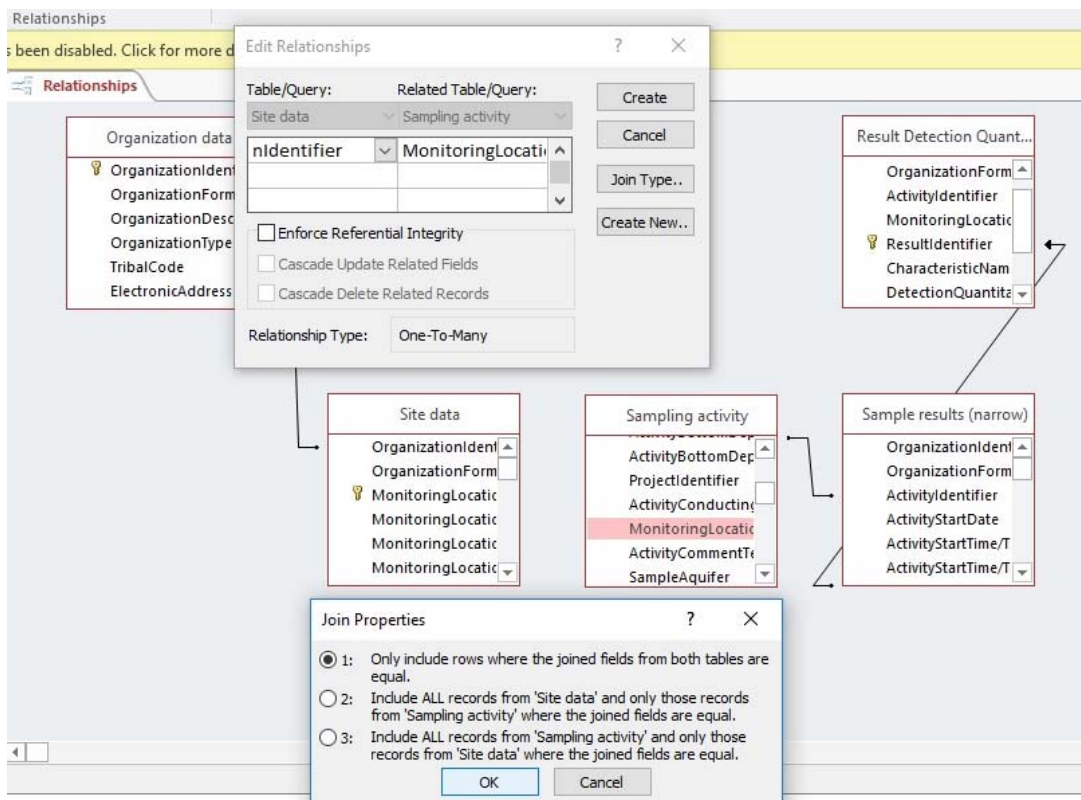 Relationships
s been disabled. Click for more d
Relationships
Edit Relationships
?
Table/Query:
Related Table/Query:
Site data
Sampling activity
nIdentifier
MonitoringLocati
Enforce Referential Integrity
Cascade Update Related Fields
Cascade Delete Related Records
Relationship Type:
One-To-Many
Create
Cancel
Join Type..
Create New..
Organization data
OrganizationIdent
OrganizationForm
OrganizationDesc
OrganizationType
TribalCode
ElectronicAddress
Result Detection Quant...
OrganizationForm
ActivityIdentifier
MonitoringLocatic
ResultIdentifier
CharacteristicNam
DetectionQuantita
Site data
OrganizationIdent
OrganizationForm
MonitoringLocatic
MonitoringLocatic
MonitoringLocatic
MonitoringLocatic
Sampling activity
ActivityBottomDep
ActivityBottomDep
ProjectIdentifier
ActivityConducting
MonitoringLocatic
ActivityCommentTe
SampleAquifer
Sample results (narrow)
OrganizationIdent
OrganizationForm
ActivityIdentifier
ActivityStartDate
ActivityStartTime/T
ActivityStartTime/T
Join Properties
?
1: Only include rows where the joined fields from both tables are
equal.
2: Include ALL records from 'Site data' and only those records
from 'Sampling activity' where the joined fields are equal.
3: Include ALL records from 'Sampling activity' and only those
records from 'Site data' where the joined fields are equal.
OK
Cancel